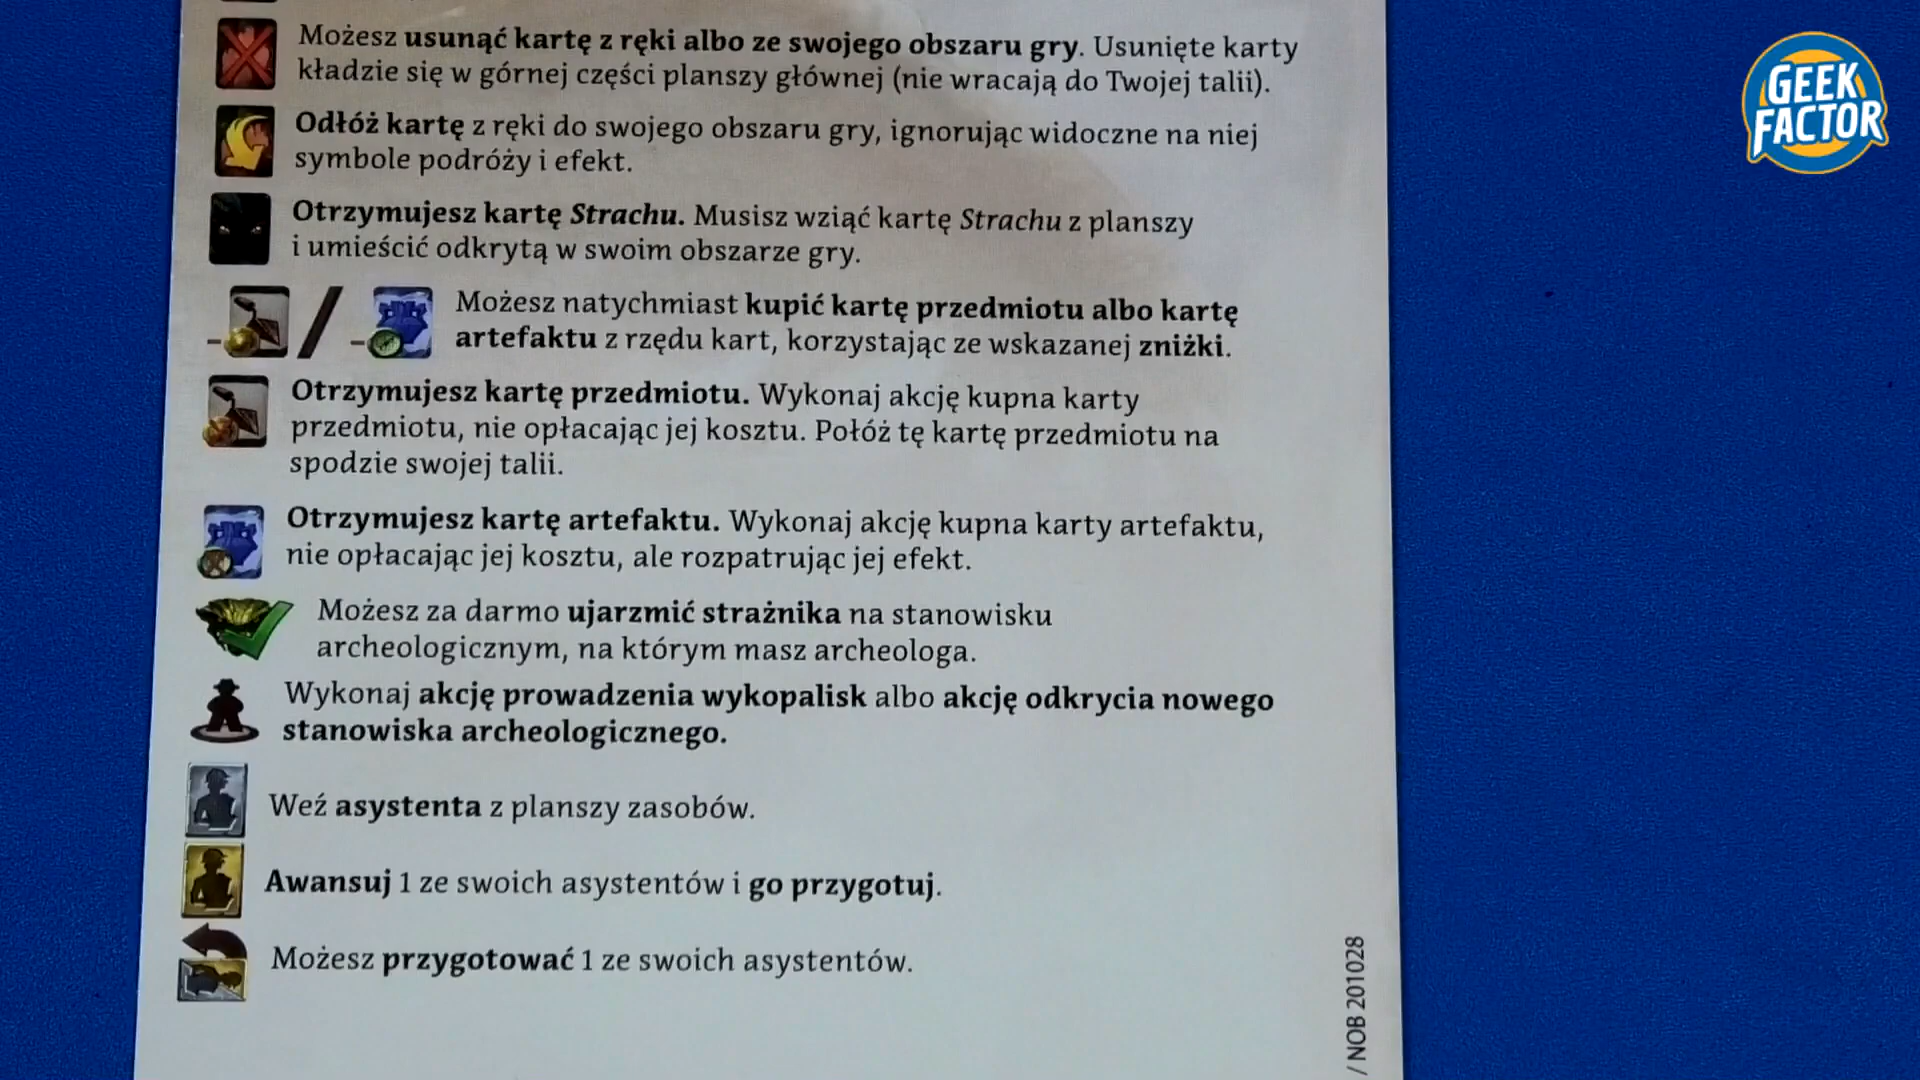 Możesz usunąć kartę z ręki albo ze swojego obszaru gry. Usunięte karty
kładzie się w górnej części planszy głównej (nie wracają do Twojej talii).
Odłóż kartę z ręki do swojego obszaru gry, ignorując widoczne na niej
symbole podróży i efekt.
Otrzymujesz kartę Strachu. Musisz wziąć kartę Strachu z planszy
i umieścić odkrytą w swoim obszarze gry.
Możesz natychmiast kupić kartę przedmiotu albo kartę
artefaktu z rzędu kart, korzystając ze wskazanej zniżki.
Otrzymujesz kartę przedmiotu. Wykonaj akcję kupna karty
przedmiotu, nie opłacając jej kosztu. Połóż tę kartę przedmiotu na
spodzie swojej talii.
Otrzymujesz kartę artefaktu. Wykonaj akcję kupna karty artefaktu,
nie opłacając jej kosztu, ale rozpatrując jej efekt.
Możesz za darmo ujarzmić strażnika na stanowisku
archeologicznym, na którym masz archeologa.
Wykonaj akcję prowadzenia wykopalisk albo akcję odkrycia nowego
stanowiska archeologicznego.
Weź asystenta z planszy zasobów.
Awansuj 1 ze swoich asystentów i go przygotuj.
Możesz przygotować 1 ze swoich asystentów.
/ NOB 201028
GEEK
FACTOR